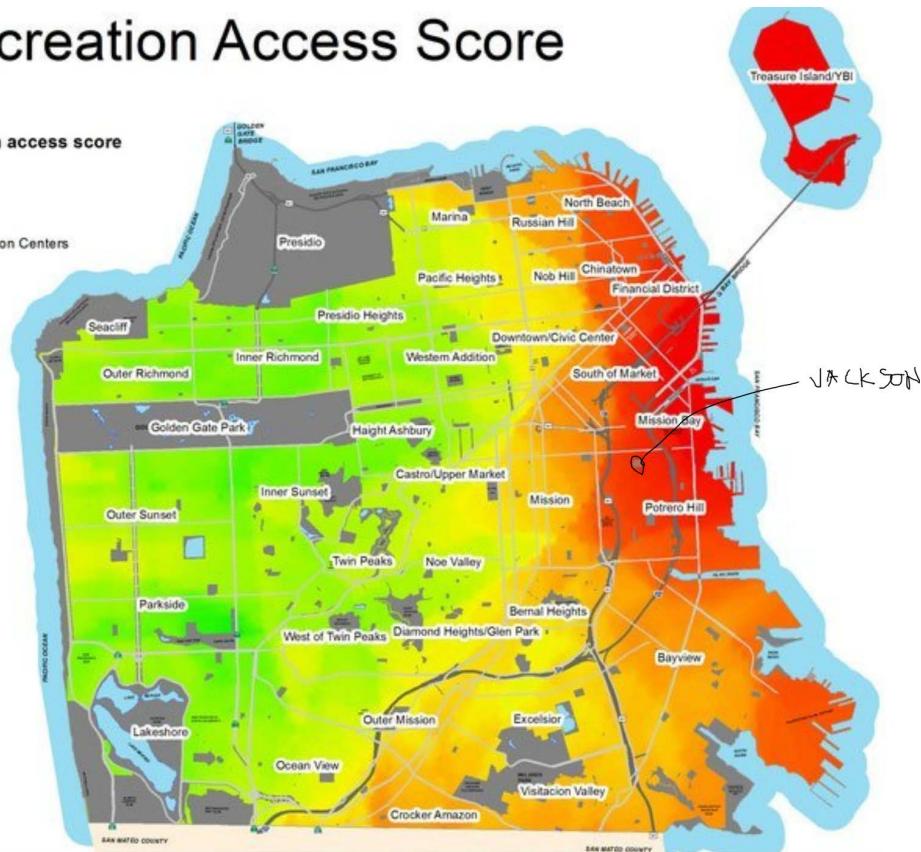 creation Access Score
Treasure Island/YBI
access score
GOLDEN
GATE
BRIDGE
SAN FRANCISCO BAY
PACIFIC OCEAN
North Beach
Marina
Russian Hill
on Centers
Presidio
Chinatown
Nob Hill
Pacific Heights
Financial District
BAY BRIDGE
Presidio Heights
Seacliff
Downtown/Civic Center
Inner Richmond
Western Addition
Outer Richmond
South of Market
JACKSON
SAN FRANCISCO BAY
Mission Bay
Golden Gate Park
Haight Ashbury
Castro/Upper Market
Inner Sunset
Mission
Potrero Hill
Outer Sunset
Twin Peaks
Noe Valley
Parkside
Bernal Heights
West of Twin Peaks
Diamond Heights/Glen Park
PACIFIC OCEAN
Bayview
Outer Mission
Excelsior
Lakeshore
Ocean View
Visitacion Valley
Crocker Amazon
SAN MATEO COUNTY
SAN MATEO COUNTY